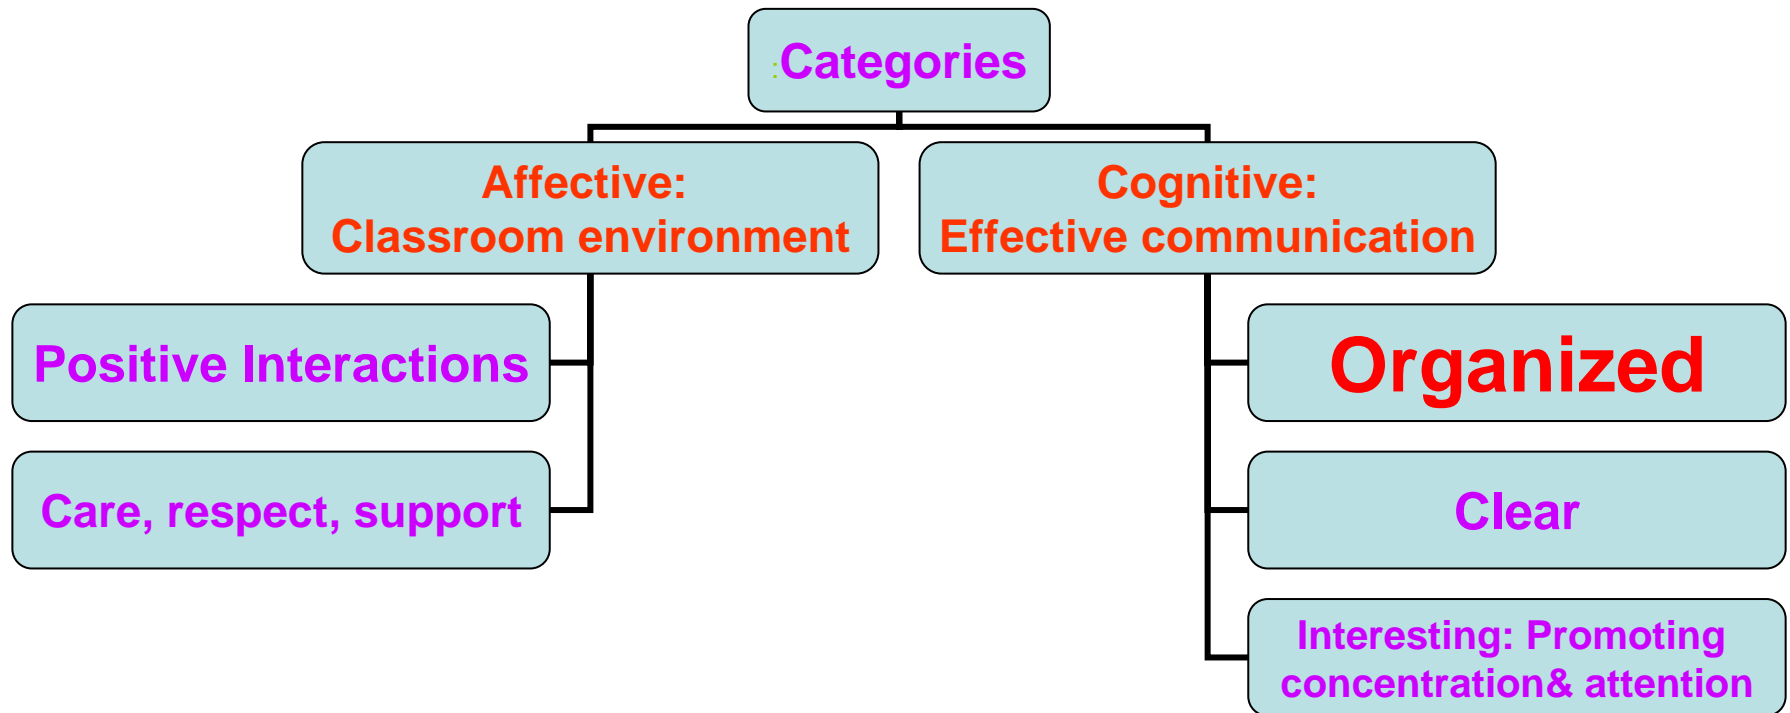 :Categories
Affective:
Classroom environment
Cognitive:
Effective communication
Positive Interactions
Care, respect, support
Organized
Clear
Interesting: Promoting
concentration& attention